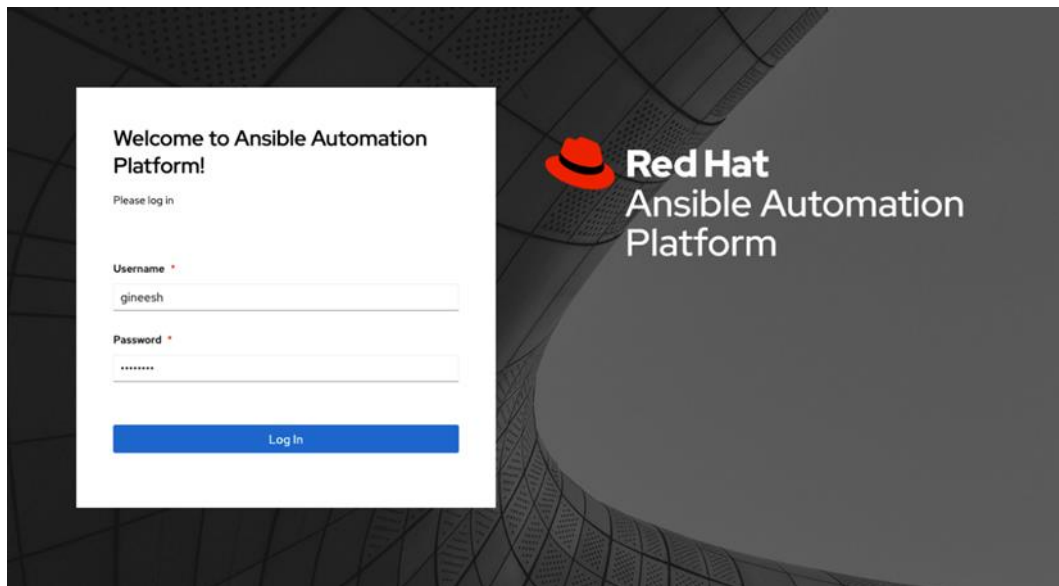 Welcome to Ansible Automation
Platform!
Please log in
Username *
gineesh
Password *
••••••••
Log In
Red Hat
Ansible Automation
Platform